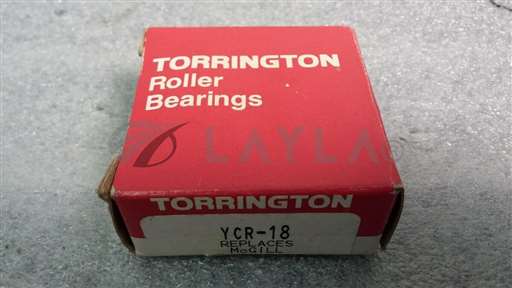 TORRINGTON
Roller
Bearings
LAYLA
TORRINGTON
YCR-18
REPLACES
McGILL